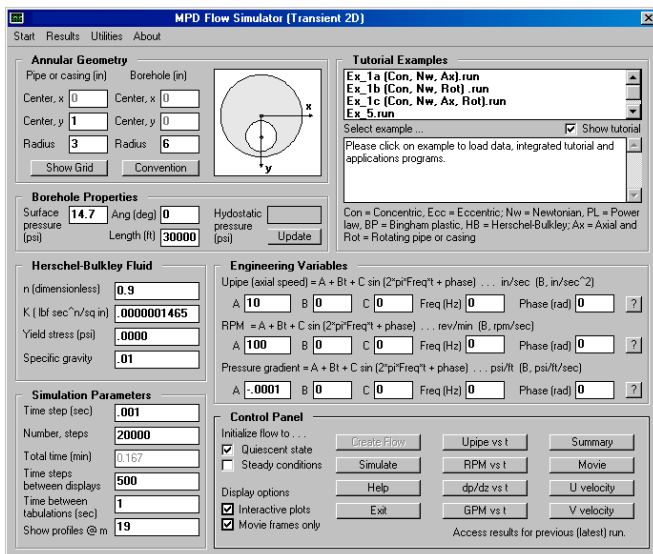 MPD Flow Simulator (Transient 2D)
Start Results Utilities About
Annular Geometry
Pipe or casing (in) Borehole (in)
Center, x 0 Center, x 0
Center, y 1 Center, y 0
Radius 3 Radius 6
Show Grid Convention
x
y
Tutorial Examples
Ex_1a (Con, Nw, Ax).run
Ex_1b (Con, Nw, Rot) .run
Ex_1c (Con, Nw, Ax, Rot).run
Ex_5.run
Select example ... Show tutorial
Please click on example to load data, integrated tutorial and
applications programs.
Con = Concentric, Ecc = Eccentric; Nw = Newtonian, PL = Power
law, BP = Bingham plastic, HB = Herschel-Bulkley; Ax = Axial and
Rot = Rotating pipe or casing
Borehole Properties
Surface pressure (psi) 14.7 Ang (deg) 0
Length (ft) 30000
Hydostatic pressure (psi) Update
Herschel-Bulkley Fluid
n (dimensionless) 0.9
K ( lbf sec^n/sq in) .0000001465
Yield stress (psi) .0000
Specific gravity .01
Engineering Variables
Upipe (axial speed) = A + Bt + C sin (2*pi*Freq*t + phase) . . . in/sec (B, in/sec^2)
A 10 B 0 C 0 Freq (Hz) 0 Phase (rad) 0 ?
RPM = A + Bt + C sin (2*pi*Freq*t + phase) . . . rev/min (B, rpm/sec)
A 100 B 0 C 0 Freq (Hz) 0 Phase (rad) 0 ?
Pressure gradient = A + Bt + C sin (2*pi*Freq*t + phase) . . . psi/ft (B, psi/ft/sec)
A -.0001 B 0 C 0 Freq (Hz) 0 Phase (rad) 0 ?
Simulation Parameters
Time step (sec) .001
Number, steps 20000
Total time (min) 0.167
Time steps between displays 500
Time between tabulations (sec) 1
Show profiles @ m 19
Control Panel
Initialize flow to . . .
Quiescent state
Steady conditions
Display options
Interactive plots
Movie frames only
Create Flow Upipe vs t Summary
Simulate RPM vs t Movie
Help dp/dz vs t U velocity
Exit GPM vs t V velocity
Access results for previous (latest) run.